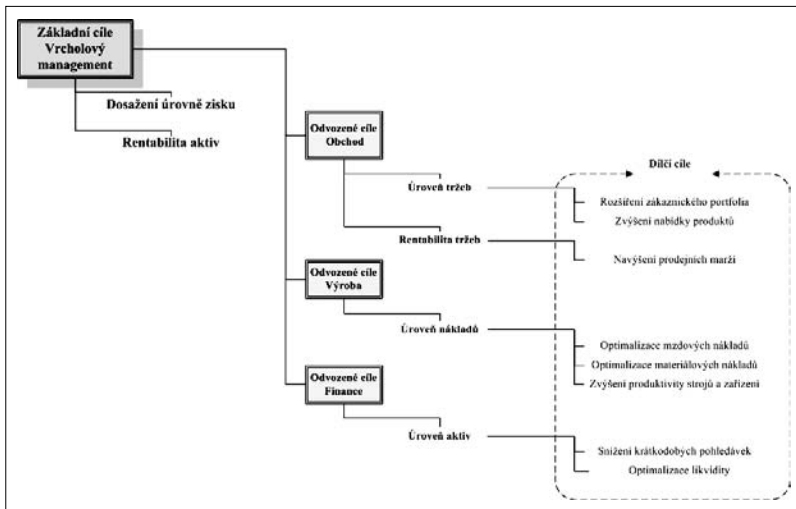 Základní cíle
Vrcholový
management
Dosažení úrovně zisku
Rentabilita aktiv
Odvozené cíle
Obchod
Dílčí cíle
Úroveň tržeb
Rozšíření zákaznického portfolia
Zvýšení nabídky produktů
Rentabilita tržeb
Navýšení prodejních marží
Odvozené cíle
Výroba
Úroveň nákladů
Optimalizace mzdových nákladů
Optimalizace materiálových nákladů
Zvýšení produktivity strojů a zařízení
Odvozené cíle
Finance
Úroveň aktiv
Snížení krátkodobých pohledávek
Optimalizace likvidity